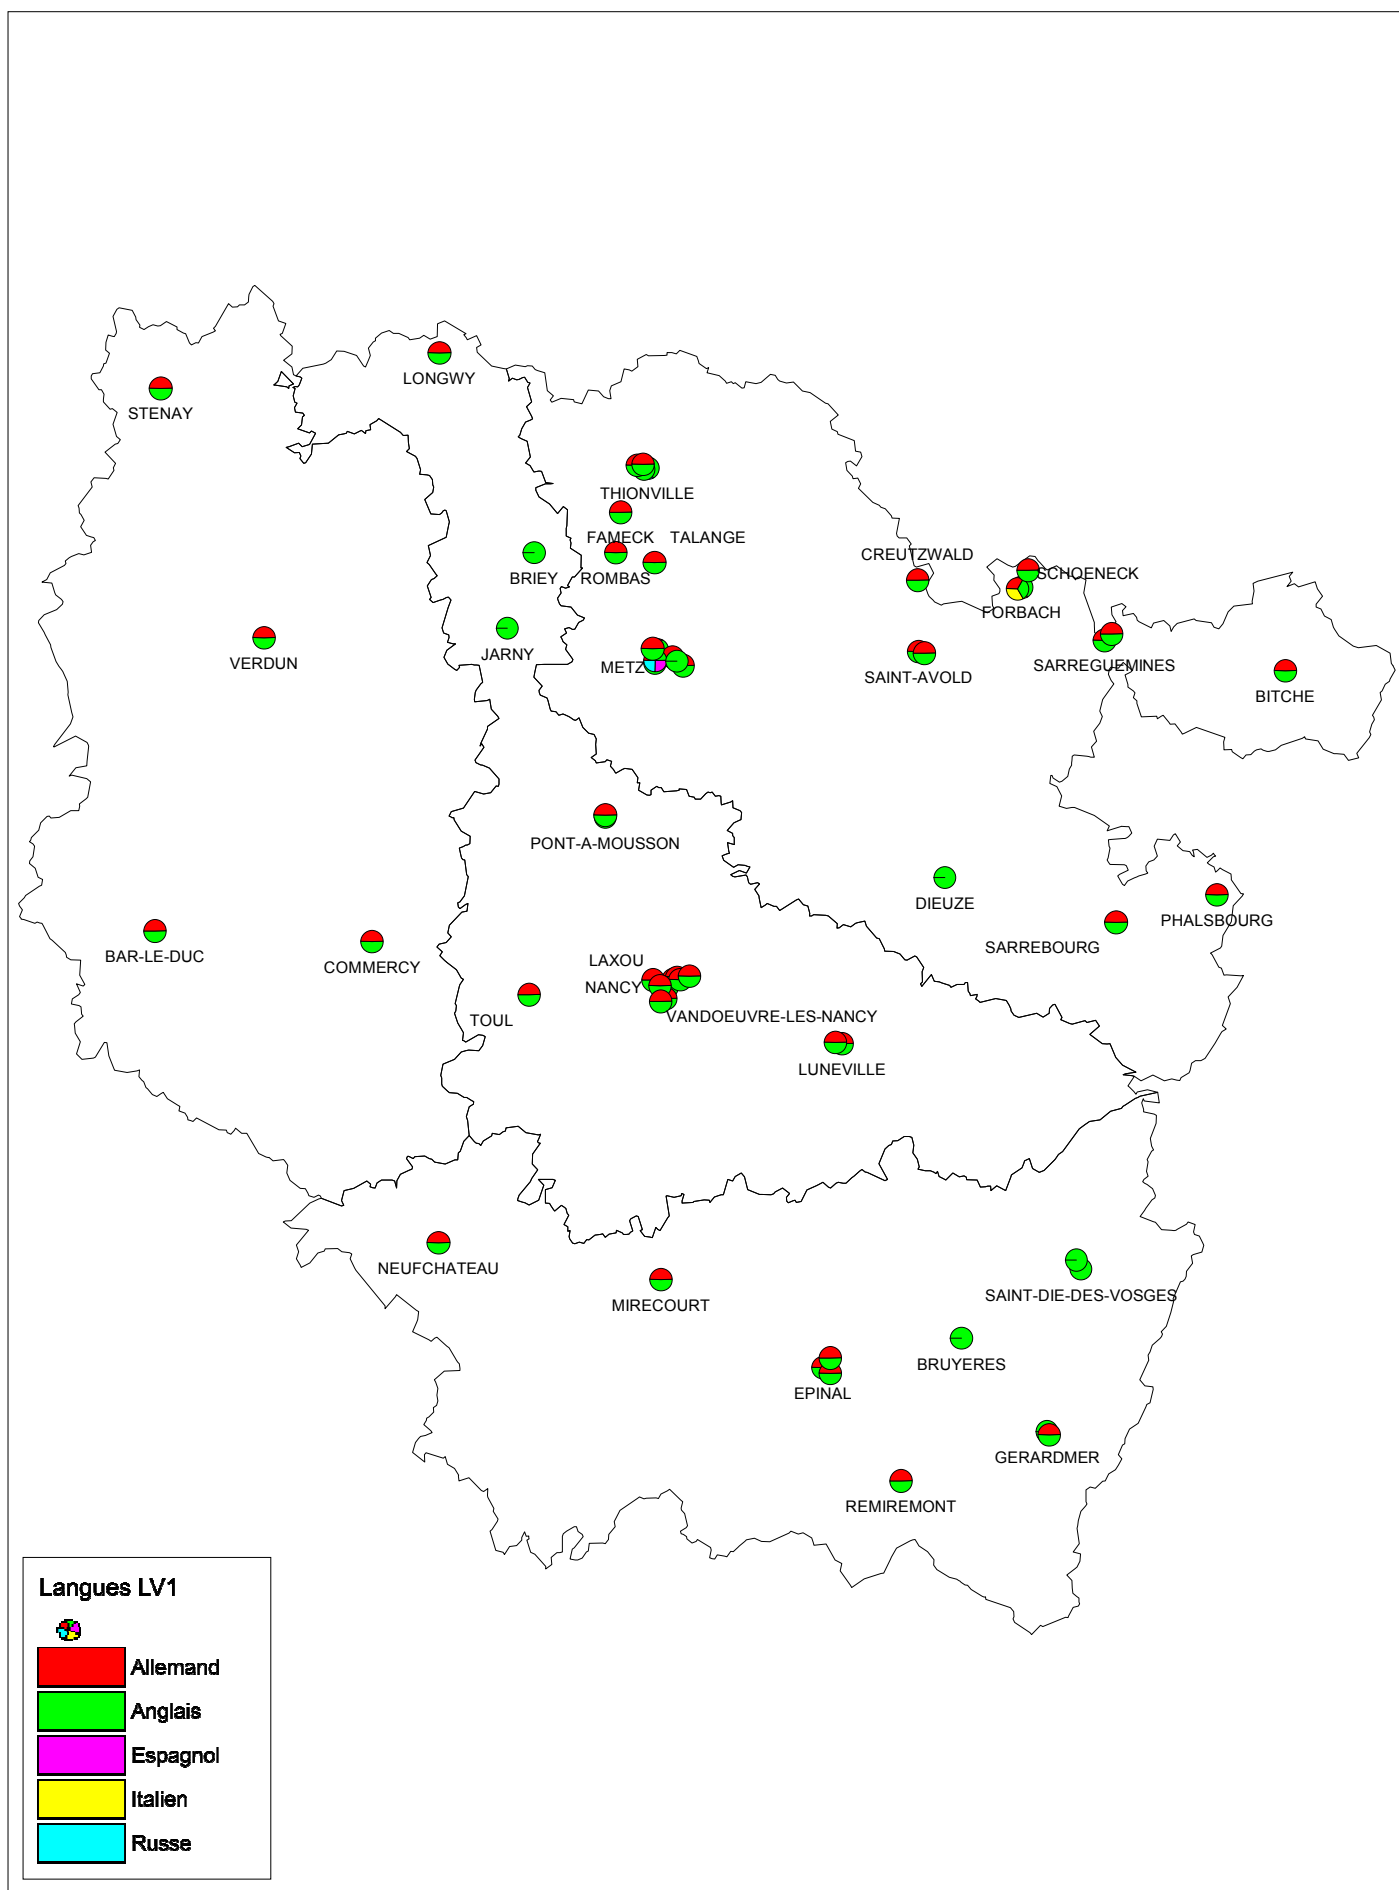 LONGWY
STENAY
THIONVILLE
FAMECK
TALANGE
CREUTZWALD
BRIEY
ROMBAS
SCHOENECK
FORBACH
JARNY
VERDUN
METZ
SAINT-AVOLD
SARREGUEMINES
BITCHE
PONT-A-MOUSSON
DIEUZE
PHALSBOURG
SARREBOURG
BAR-LE-DUC
COMMERCY
LAXOU
NANCY
TOUL
VANDOEUVRE-LES-NANCY
LUNEVILLE
NEUFCHATEAU
SAINT-DIE-DES-VOSGES
MIRECOURT
BRUYERES
EPINAL
GERARDMER
REMIREMONT
Langues LV1
Allemand
Anglais
Espagnol
Italien
Russe